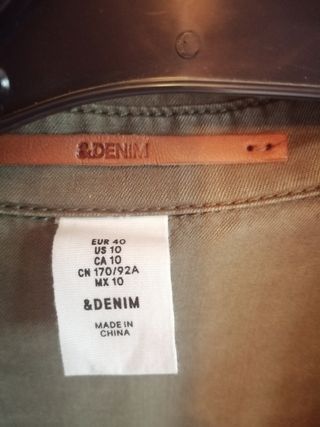 &DENIM
EUR 40
US 10
CA 10
CN 170/92A
MX 10
&DENIM
MADE IN
CHINA